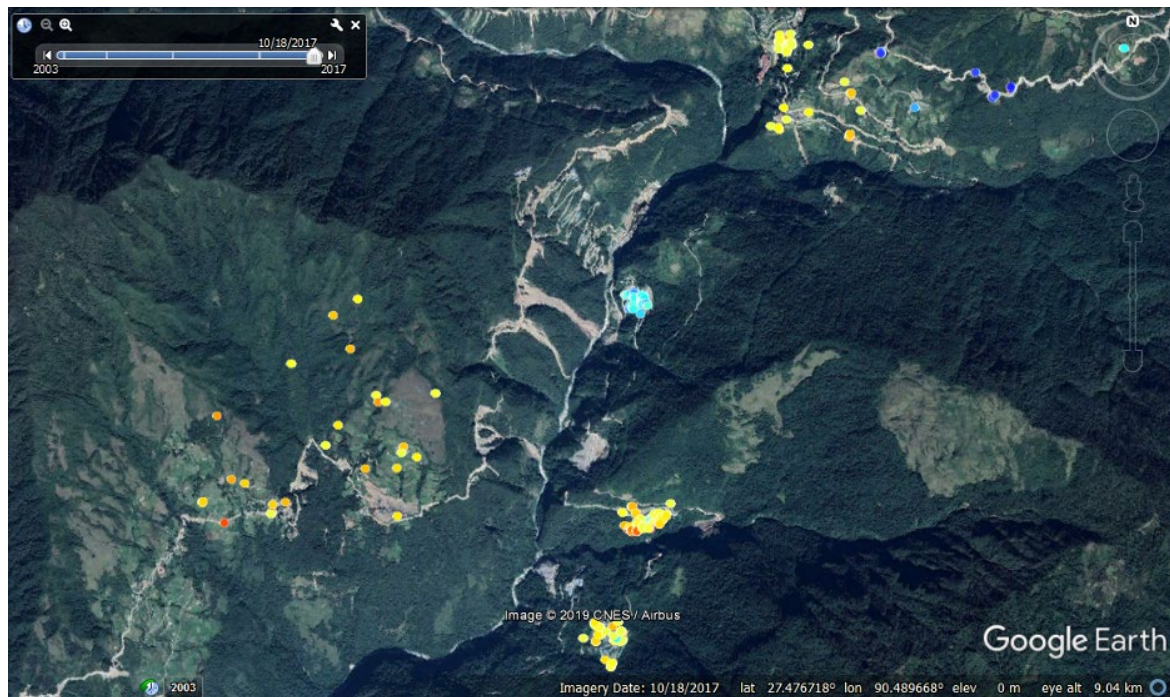 10/18/2017
2003
2017
N
Image © 2019 CNES / Airbus
Google Earth
2003
Imagery Date: 10/18/2017 lat 27.476718° lon 90.489668° elev 0 m eye alt 9.04 km